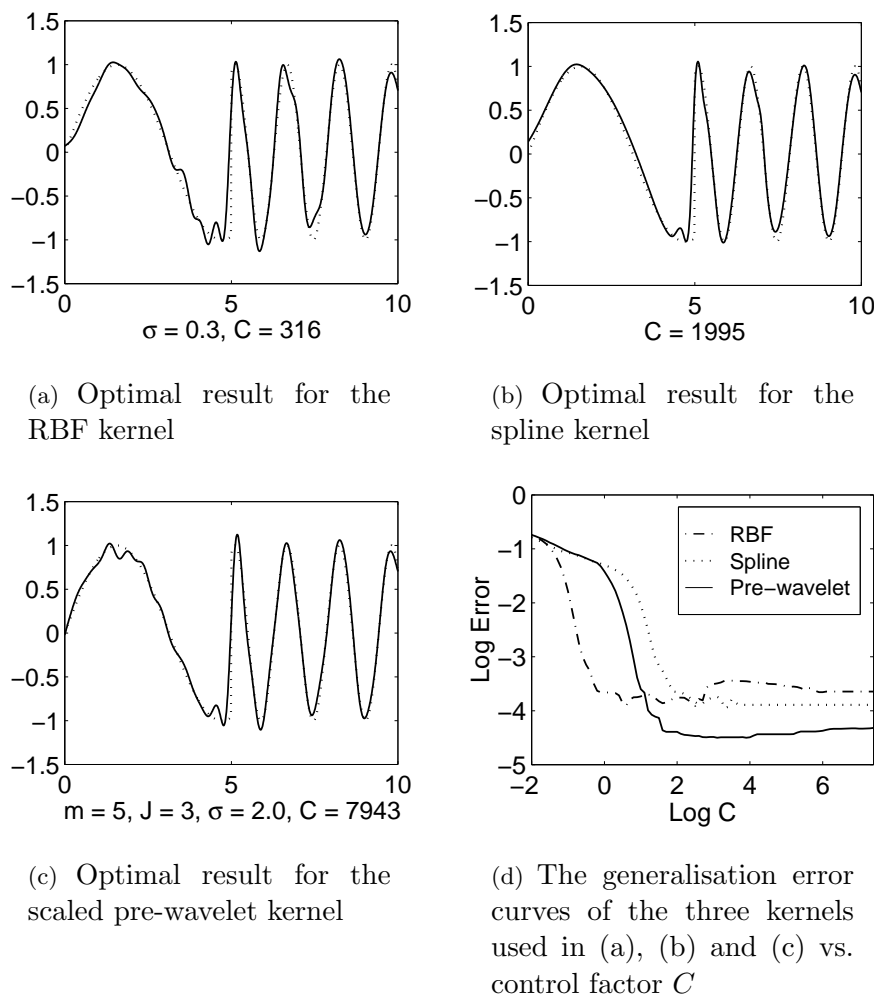 1.5
1
0.5
0
−0.5
−1
−1.5
0
5
10
σ = 0.3, C = 316
(a) Optimal result for the
RBF kernel
1.5
1
0.5
0
−0.5
−1
−1.5
0
5
10
C = 1995
(b) Optimal result for the
spline kernel
1.5
1
0.5
0
−0.5
−1
−1.5
0
5
10
m = 5, J = 3, σ = 2.0, C = 7943
(c) Optimal result for the
scaled pre-wavelet kernel
0
−1
−2
−3
−4
−5
Log Error
RBF
Spline
Pre−wavelet
−2
0
2
4
6
Log C
(d) The generalisation error
curves of the three kernels
used in (a), (b) and (c) vs.
control factor C